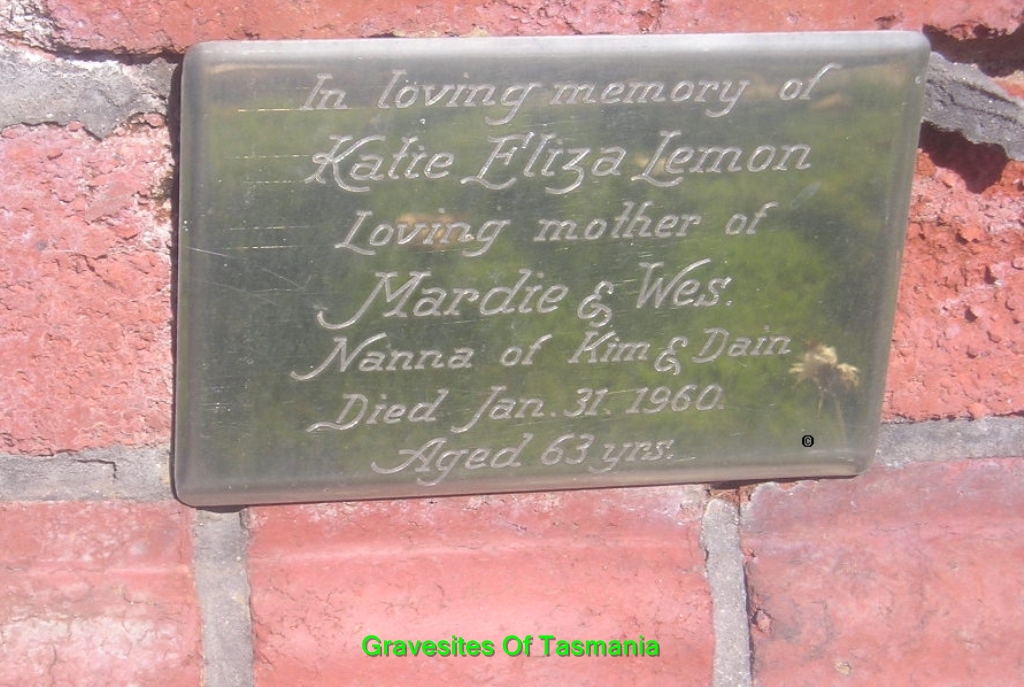 In loving memory of
Katie Eliza Lemon
Loving mother of
Mardie & Wes.
Nanna of Kim & Dain
Died Jan. 31. 1960.
Aged 63 yrs.
©
Gravesites Of Tasmania